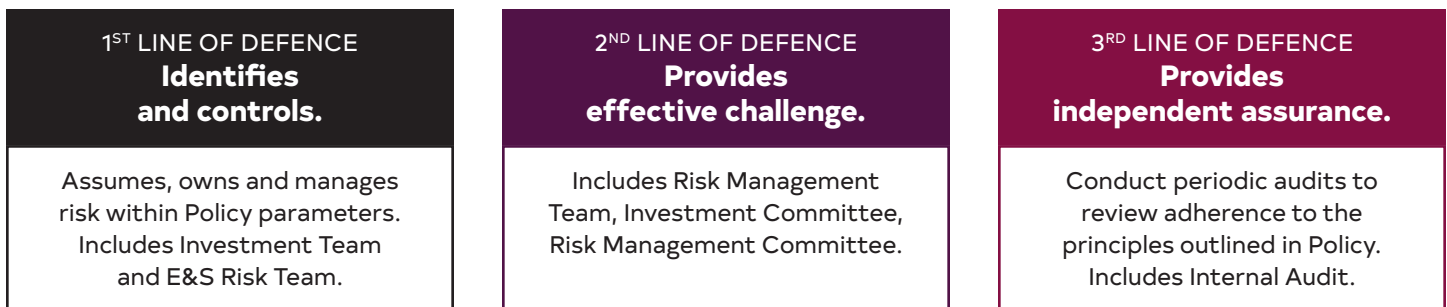 1ST LINE OF DEFENCE
Identifies
and controls.
Assumes, owns and manages
risk within Policy parameters.
Includes Investment Team
and E&S Risk Team.
2ND LINE OF DEFENCE
Provides
effective challenge.
Includes Risk Management
Team, Investment Committee,
Risk Management Committee.
3RD LINE OF DEFENCE
Provides
independent assurance.
Conduct periodic audits to
review adherence to the
principles outlined in Policy.
Includes Internal Audit.